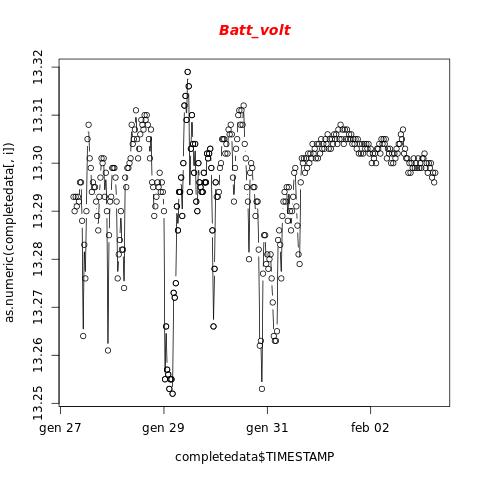 Batt_volt
as.numeric(completedata[, i])
13.32
13.31
13.30
13.29
13.28
13.27
13.26
13.25
gen 27
gen 29
gen 31
feb 02
completedata$TIMESTAMP